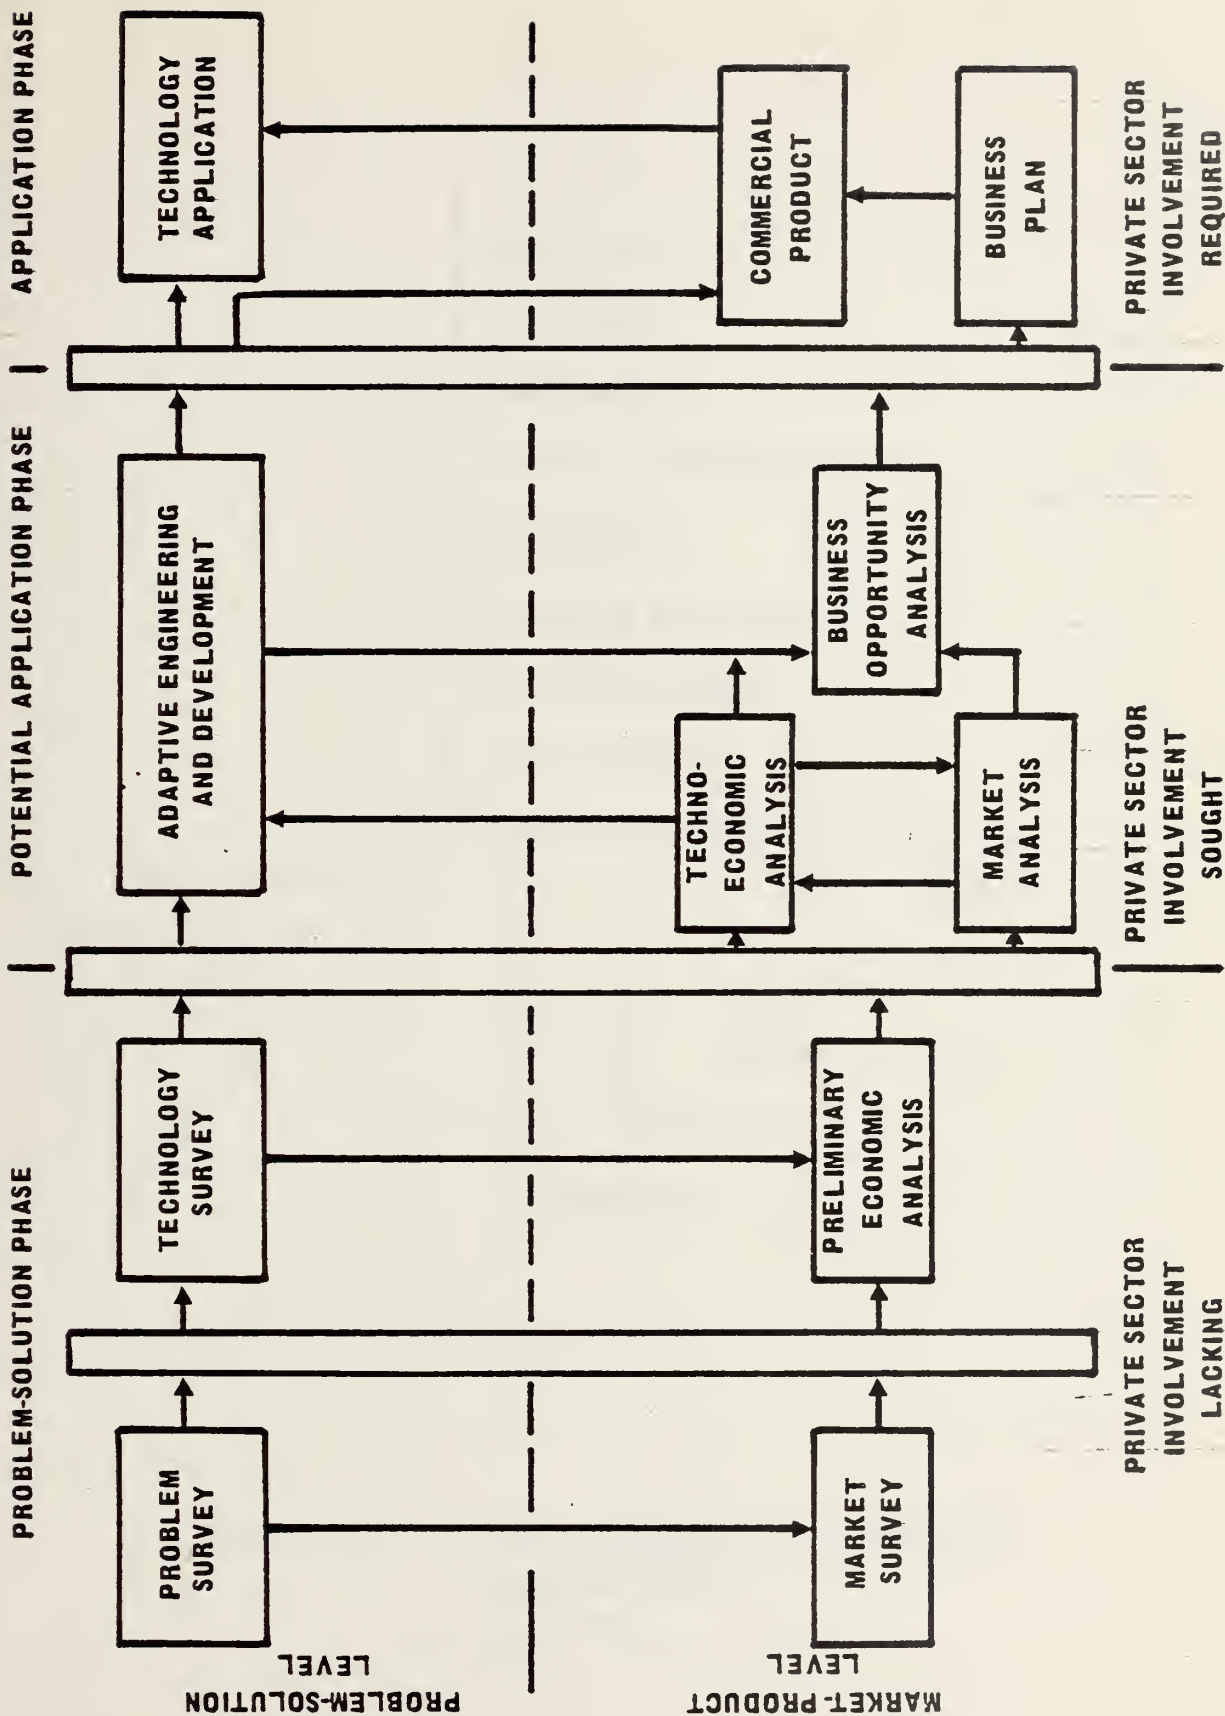 PROBLEM-SOLUTION PHASE
POTENTIAL APPLICATION PHASE
APPLICATION PHASE
PROBLEM-SOLUTION
LEVEL
PROBLEM
SURVEY
TECHNOLOGY
SURVEY
ADAPTIVE ENGINEERING
AND DEVELOPMENT
TECHNOLOGY
APPLICATION
MARKET-PRODUCT
LEVEL
MARKET
SURVEY
PRELIMINARY
ECONOMIC
ANALYSIS
TECHNO-
ECONOMIC
ANALYSIS
MARKET
ANALYSIS
BUSINESS
OPPORTUNITY
ANALYSIS
COMMERCIAL
PRODUCT
BUSINESS
PLAN
PRIVATE SECTOR
INVOLVEMENT
LACKING
PRIVATE SECTOR
INVOLVEMENT
SOUGHT
PRIVATE SECTOR
INVOLVEMENT
REQUIRED